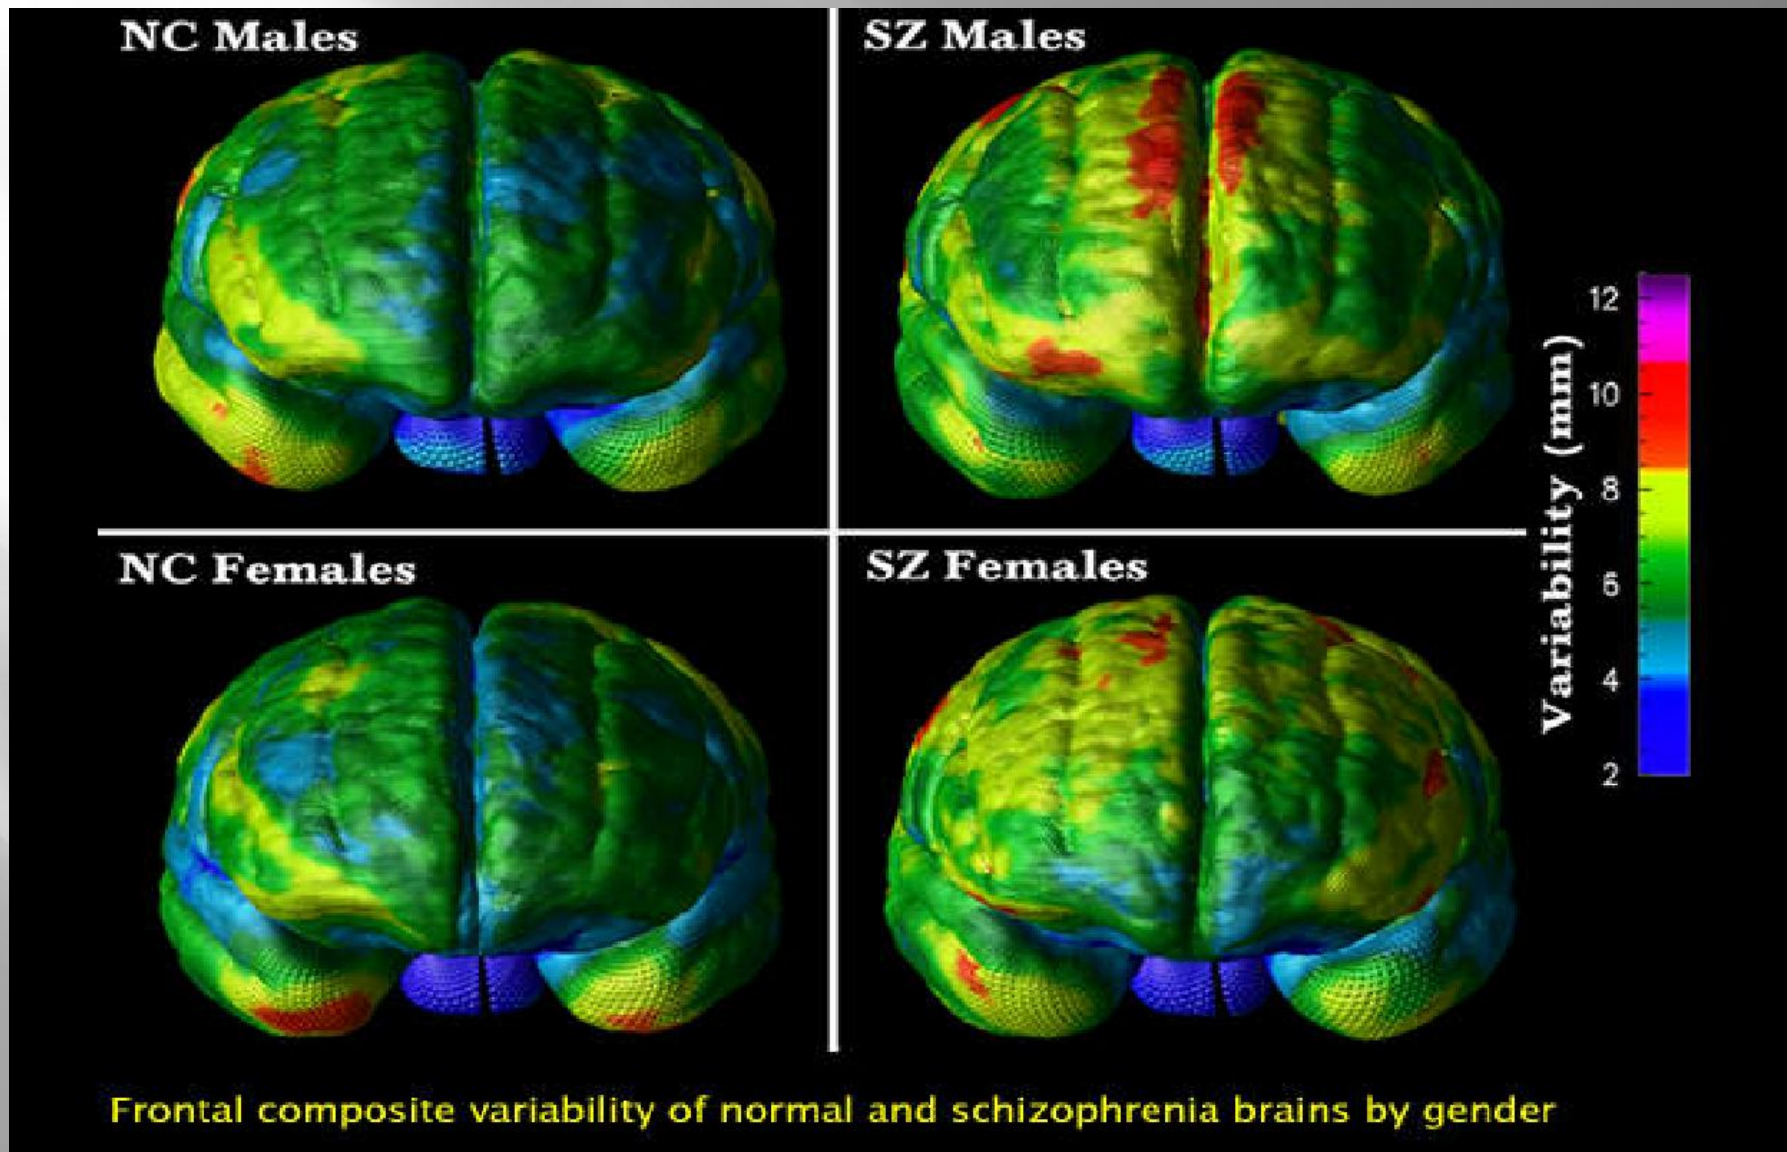 NC Males
SZ Males
NC Females
SZ Females
Variability (mm)
12
10
8
6
4
2
Frontal composite variability of normal and schizophrenia brains by gender